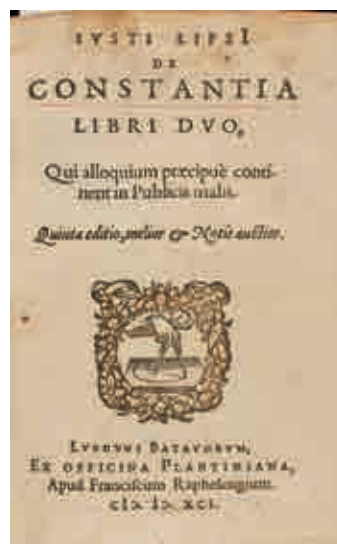 IVSTI LIPSI
DE
CONSTANTIA
LIBRI DVO,
Qui alloquium præcipuè conti-
nent in Publicis malis.
Quinta editio, melior & Notis auctior.
LVGDVNI BATAVORVM,
EX OFFICINA PLANTINIANA,
Apud Franciscum Raphelengium.
CIↃ. IↃ. XCI.